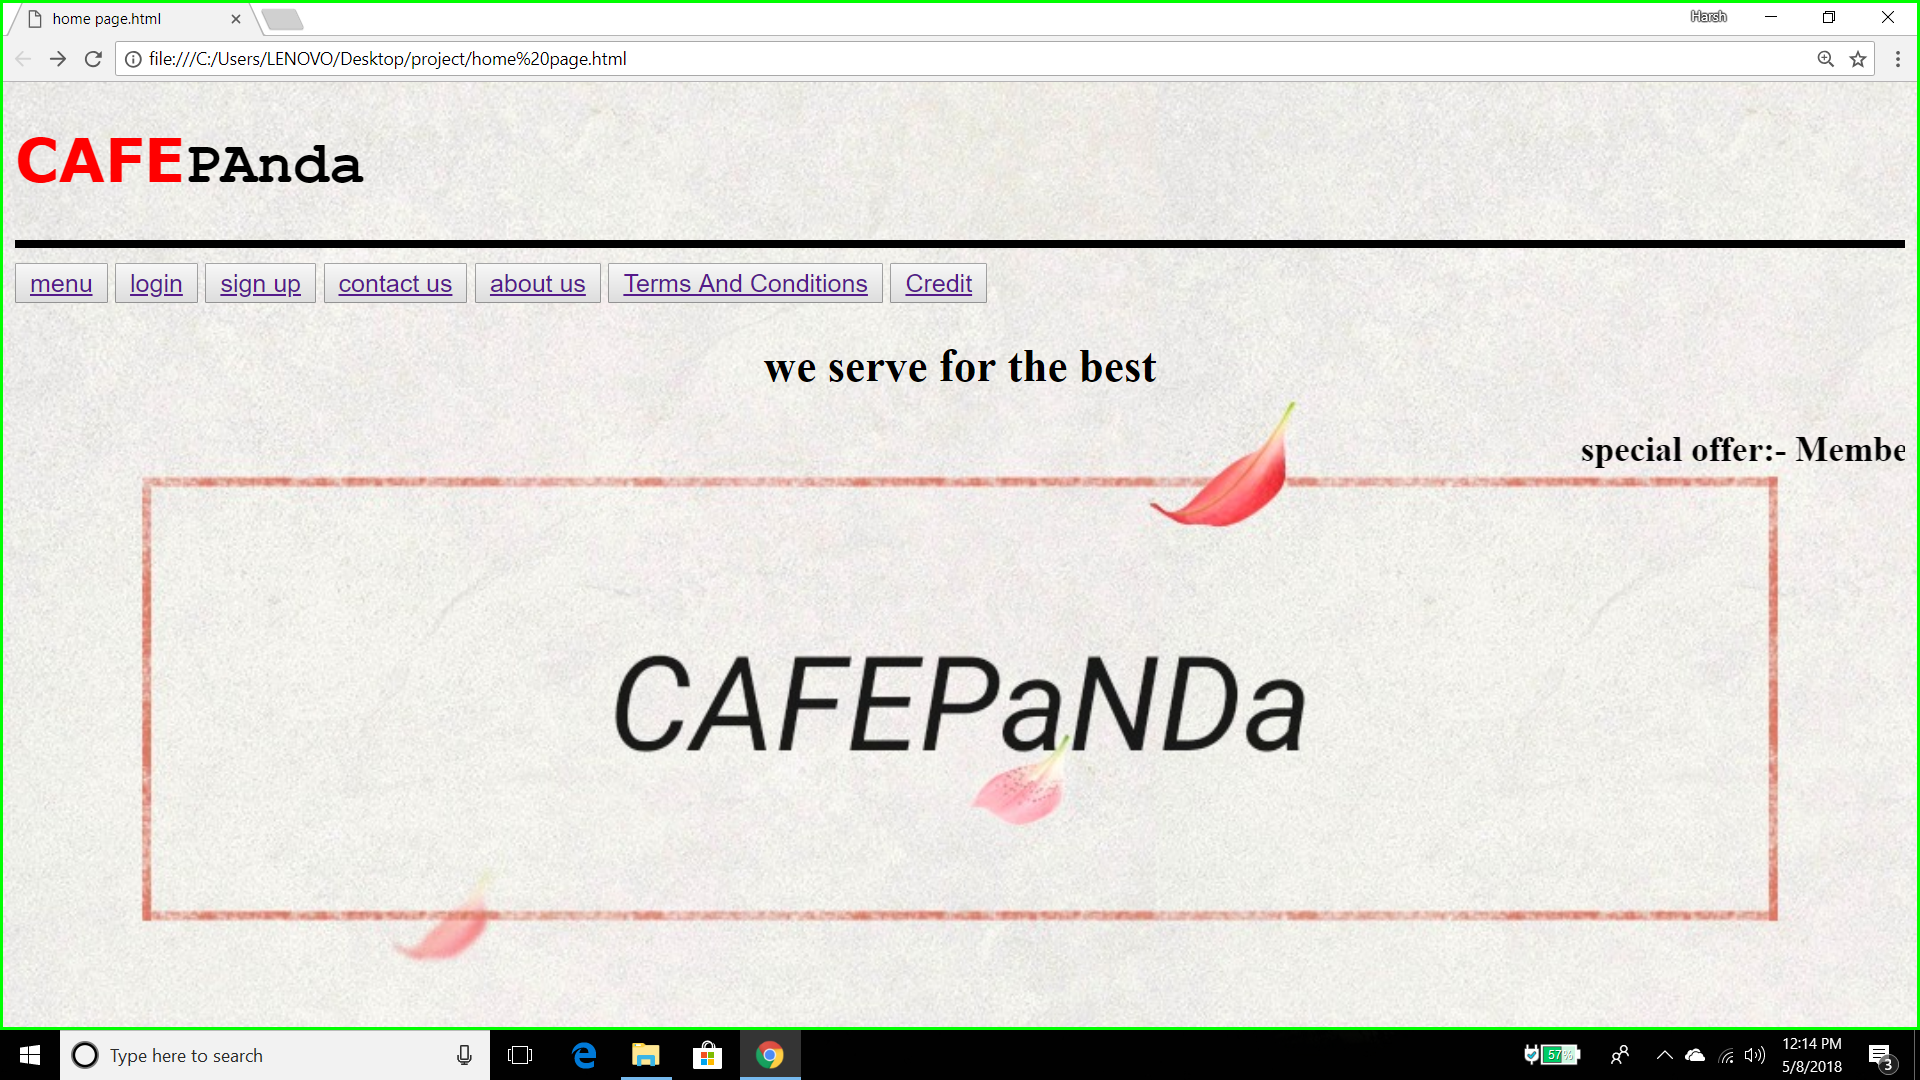 home page.html
Harsh
file:///C:/Users/LENOVO/Desktop/project/home%20page.html
CAFEPAnda
menu login sign up contact us about us Terms And Conditions Credit
we serve for the best
special offer:- Membe
CAFEPaNDa
Type here to search
57%
12:14 PM
5/8/2018
3